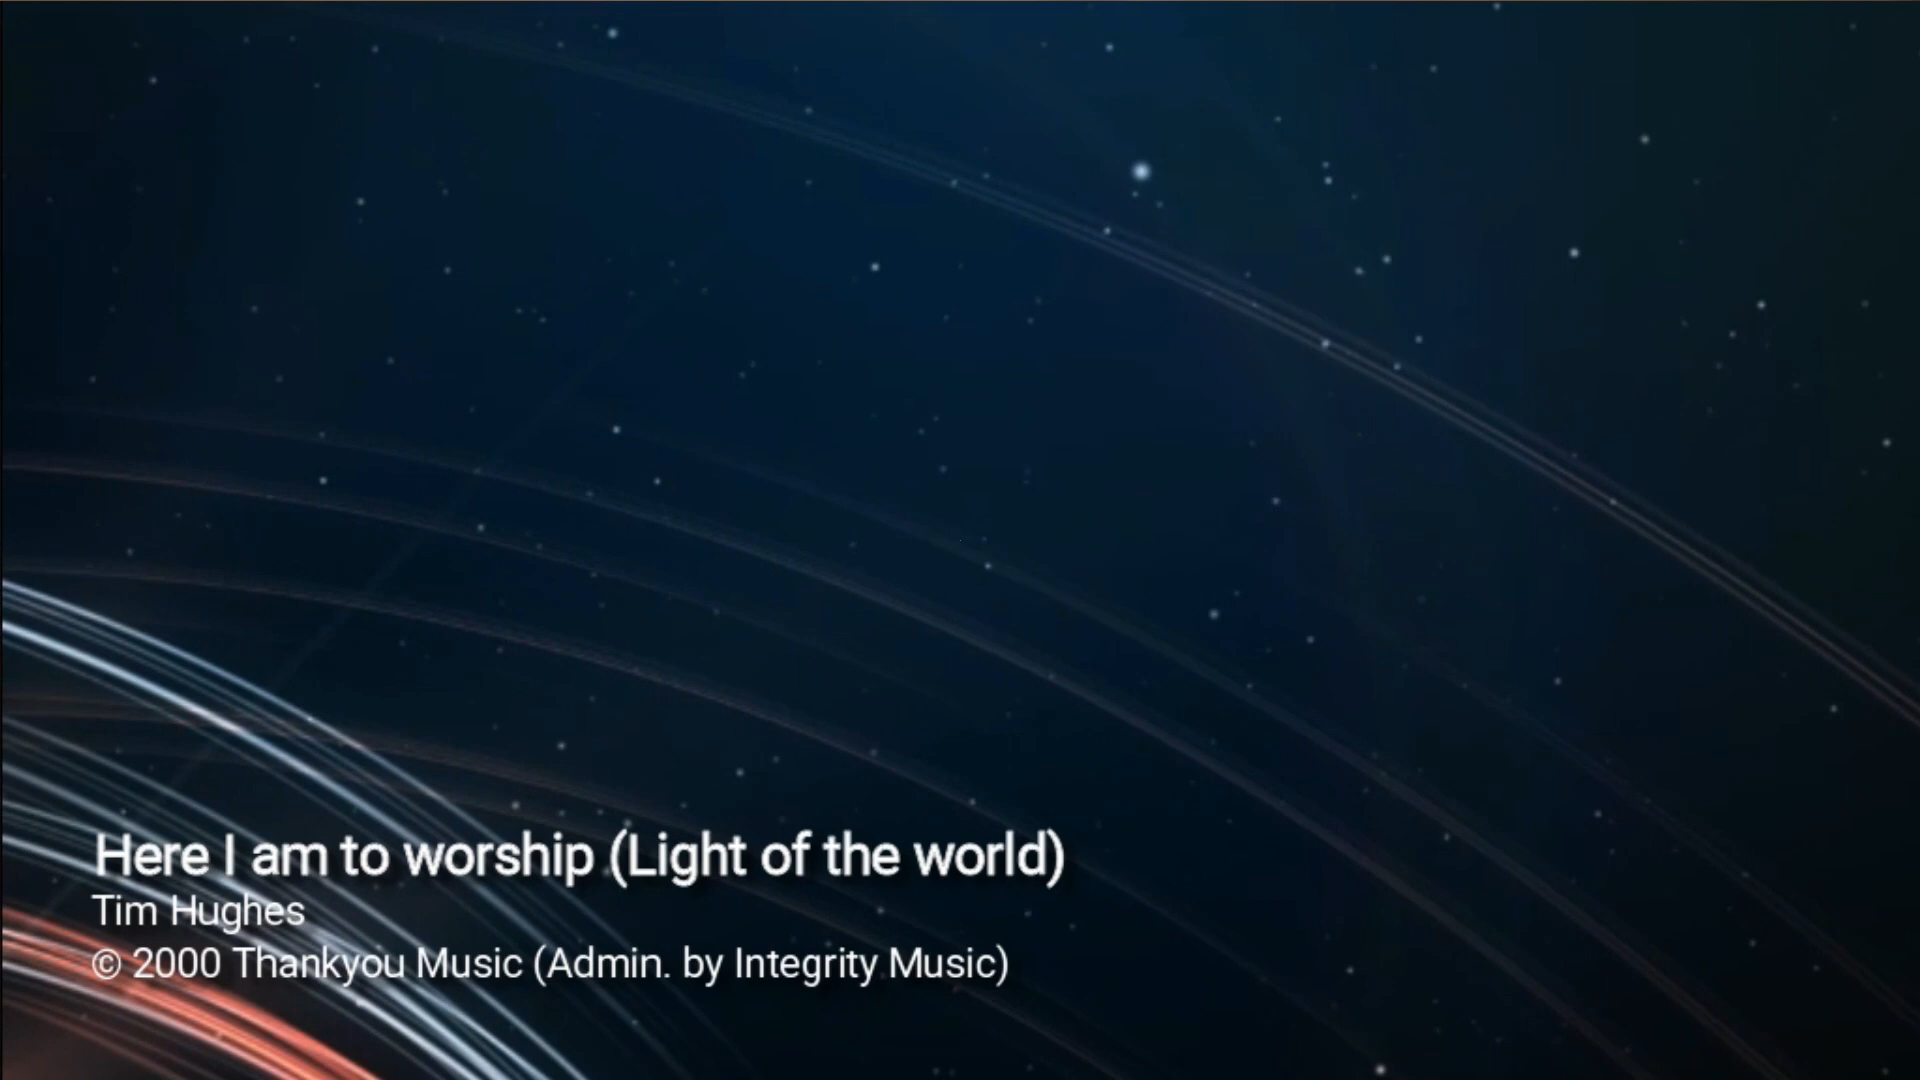 Here I am to worship (Light of the world)
Tim Hughes
© 2000 Thankyou Music (Admin. by Integrity Music)